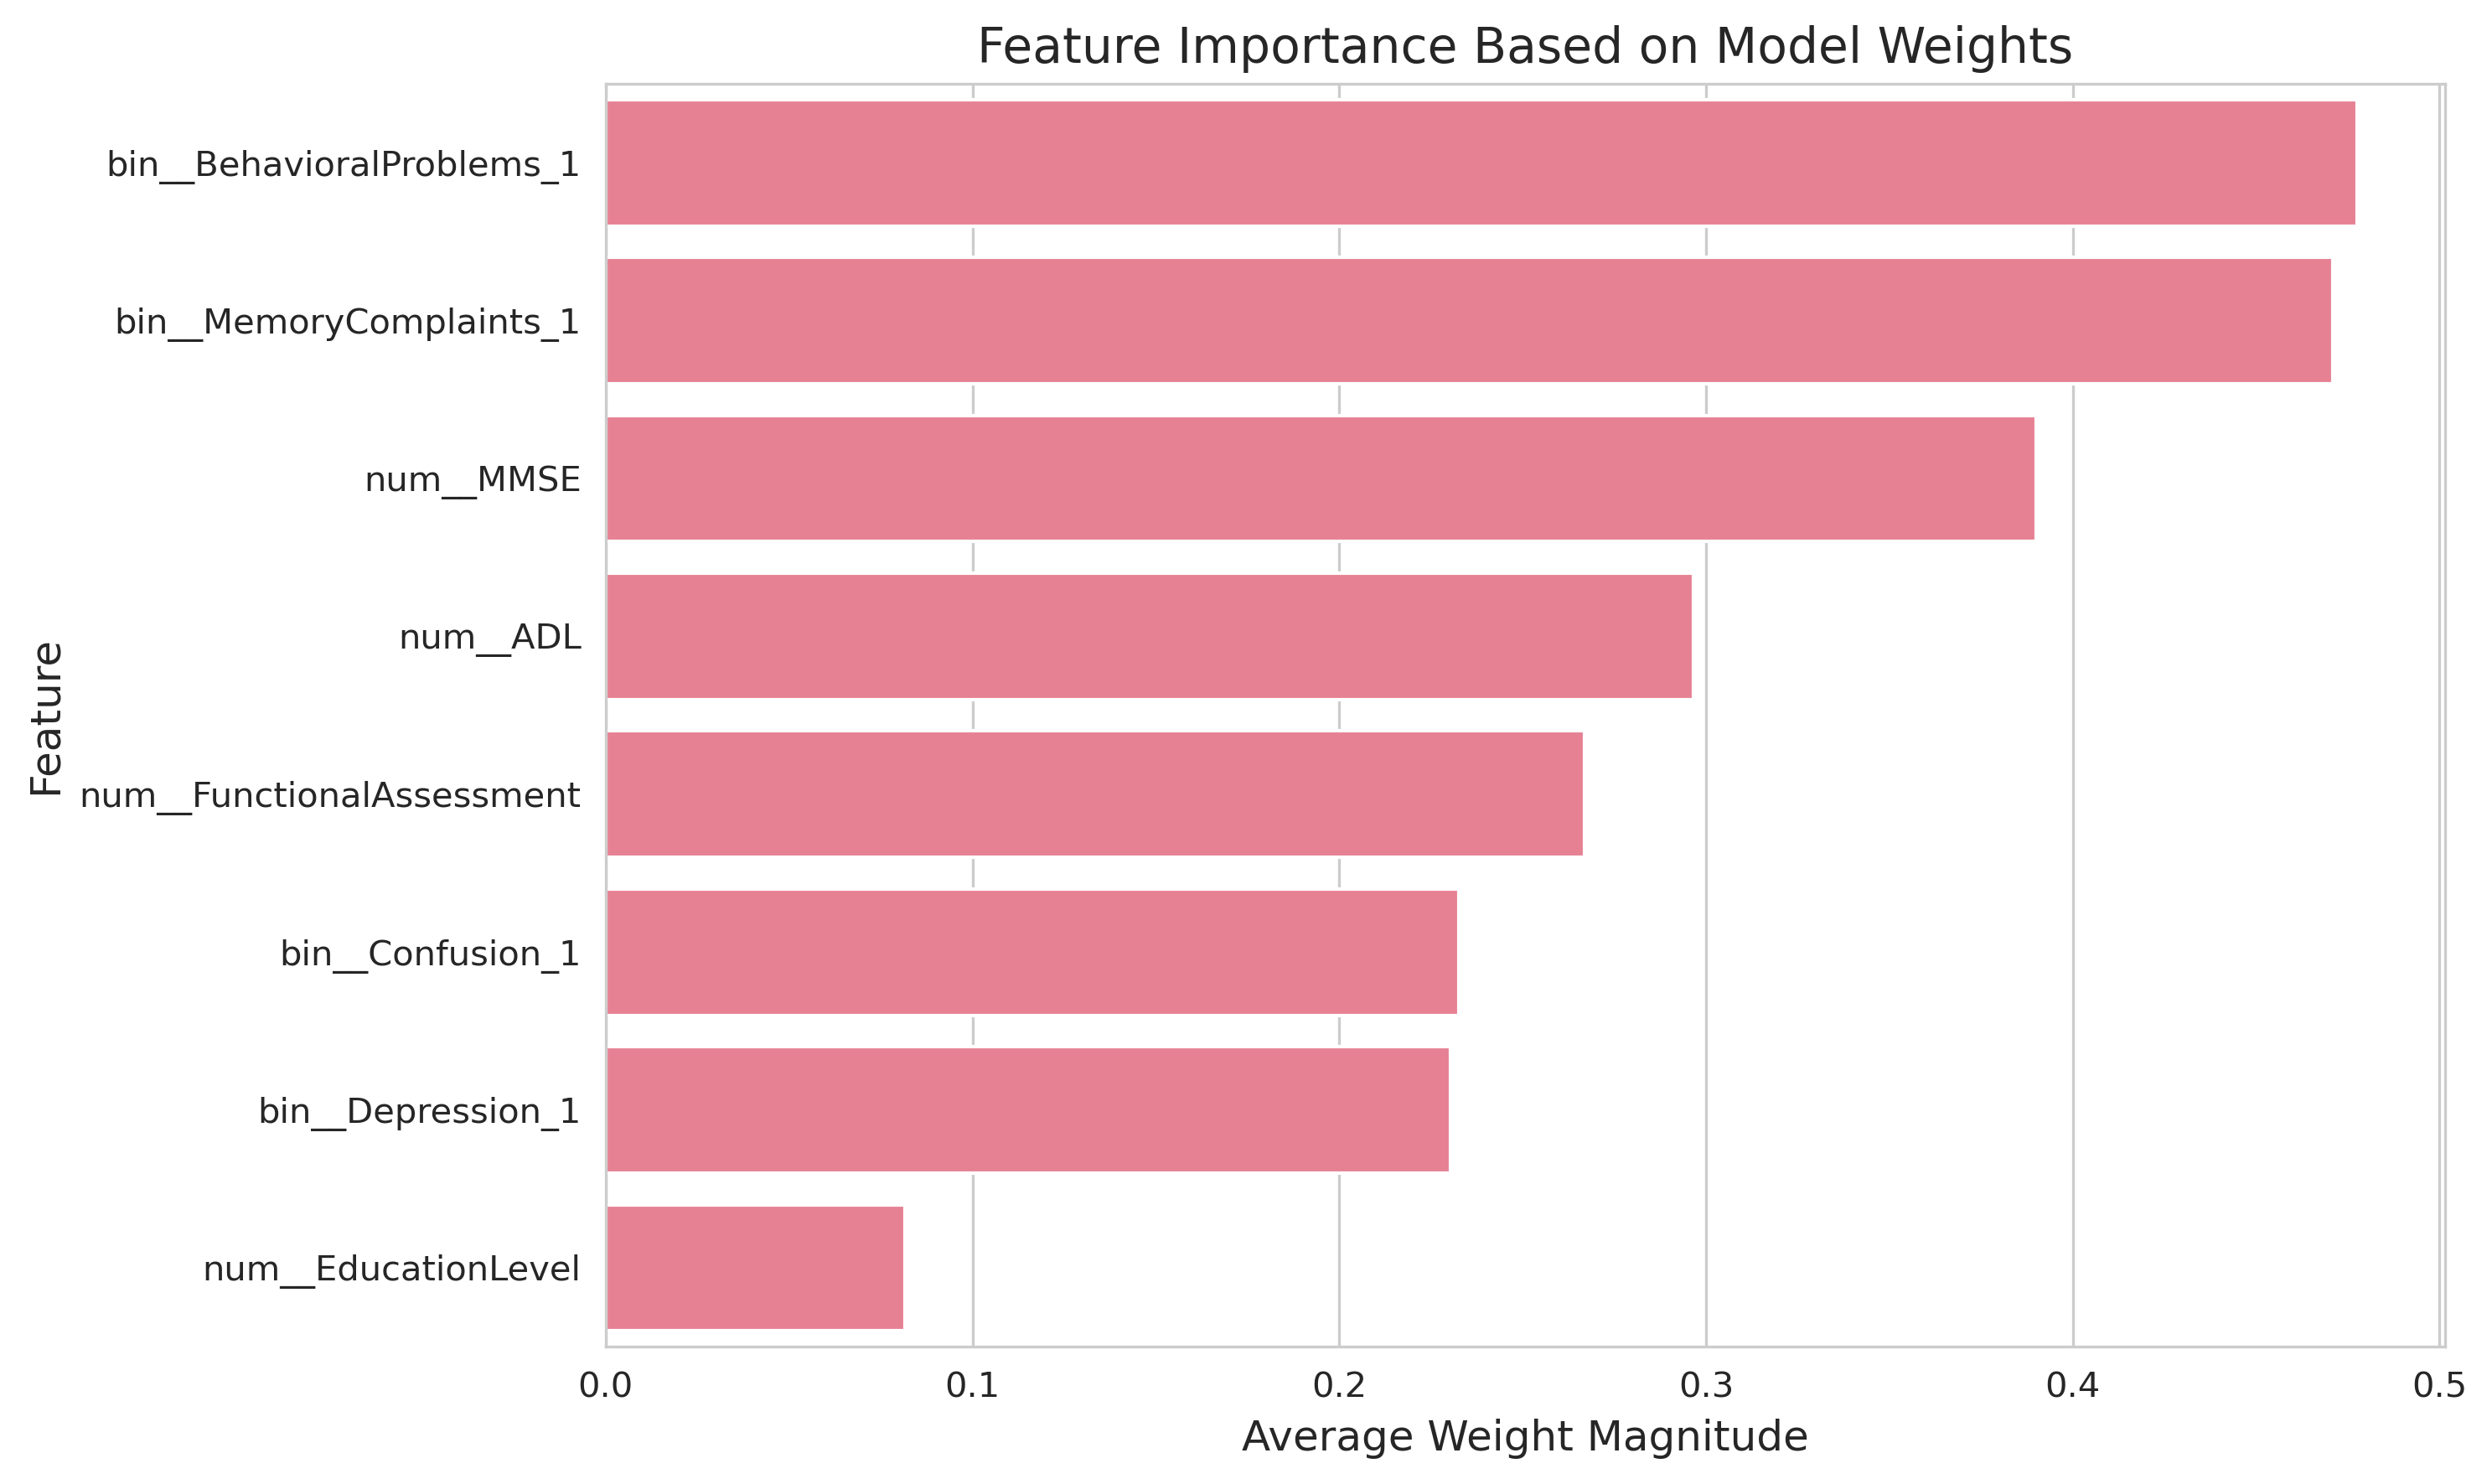 Feature Importance Based on Model Weights
Feature
bin__BehavioralProblems_1
bin__MemoryComplaints_1
num__MMSE
num__ADL
num__FunctionalAssessment
bin__Confusion_1
bin__Depression_1
num__EducationLevel
0.0 0.1 0.2 0.3 0.4 0.5
Average Weight Magnitude